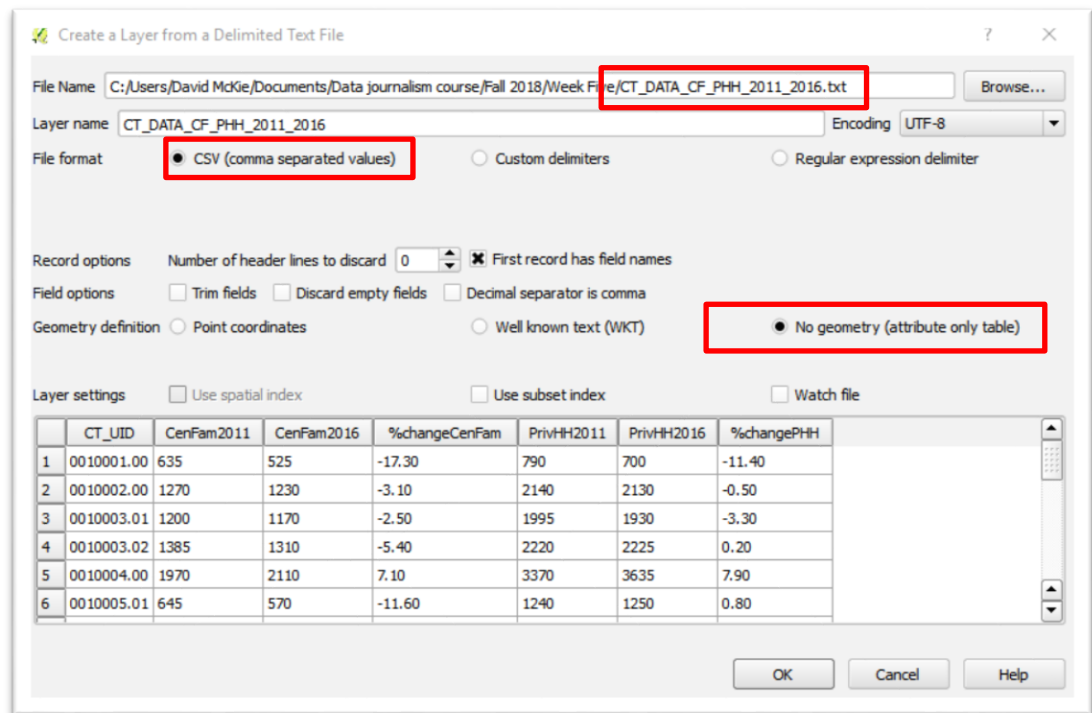 Create a Layer from a Delimited Text File ? ×
File Name C:/Users/David McKie/Documents/Data journalism course/Fall 2018/Week Five/CT_DATA_CF_PHH_2011_2016.txt Browse...
Layer name CT_DATA_CF_PHH_2011_2016 Encoding UTF-8
File format CSV (comma separated values) Custom delimiters Regular expression delimiter
Record options Number of header lines to discard 0 First record has field names
Field options Trim fields Discard empty fields Decimal separator is comma
Geometry definition Point coordinates Well known text (WKT) No geometry (attribute only table)
Layer settings Use spatial index Use subset index Watch file
CT_UID CenFam2011 CenFam2016 %changeCenFam PrivHH2011 PrivHH2016 %changePHH
1 0010001.00 635 525 -17.30 790 700 -11.40
2 0010002.00 1270 1230 -3.10 2140 2130 -0.50
3 0010003.01 1200 1170 -2.50 1995 1930 -3.30
4 0010003.02 1385 1310 -5.40 2220 2225 0.20
5 0010004.00 1970 2110 7.10 3370 3635 7.90
6 0010005.01 645 570 -11.60 1240 1250 0.80
OK Cancel Help